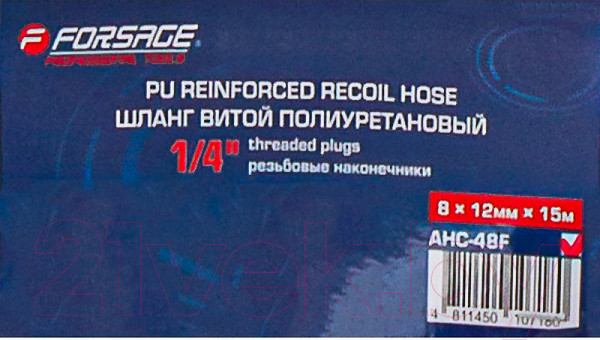 FORSAGE
PROFESSIONAL TOOLS
PU REINFORCED RECOIL HOSE
ШЛАНГ ВИТОЙ ПОЛИУРЕТАНОВЫЙ
1/4" threaded plugs
резьбовые наконечники
8 × 12мм × 15м
AHC-48F
4 811450 107180